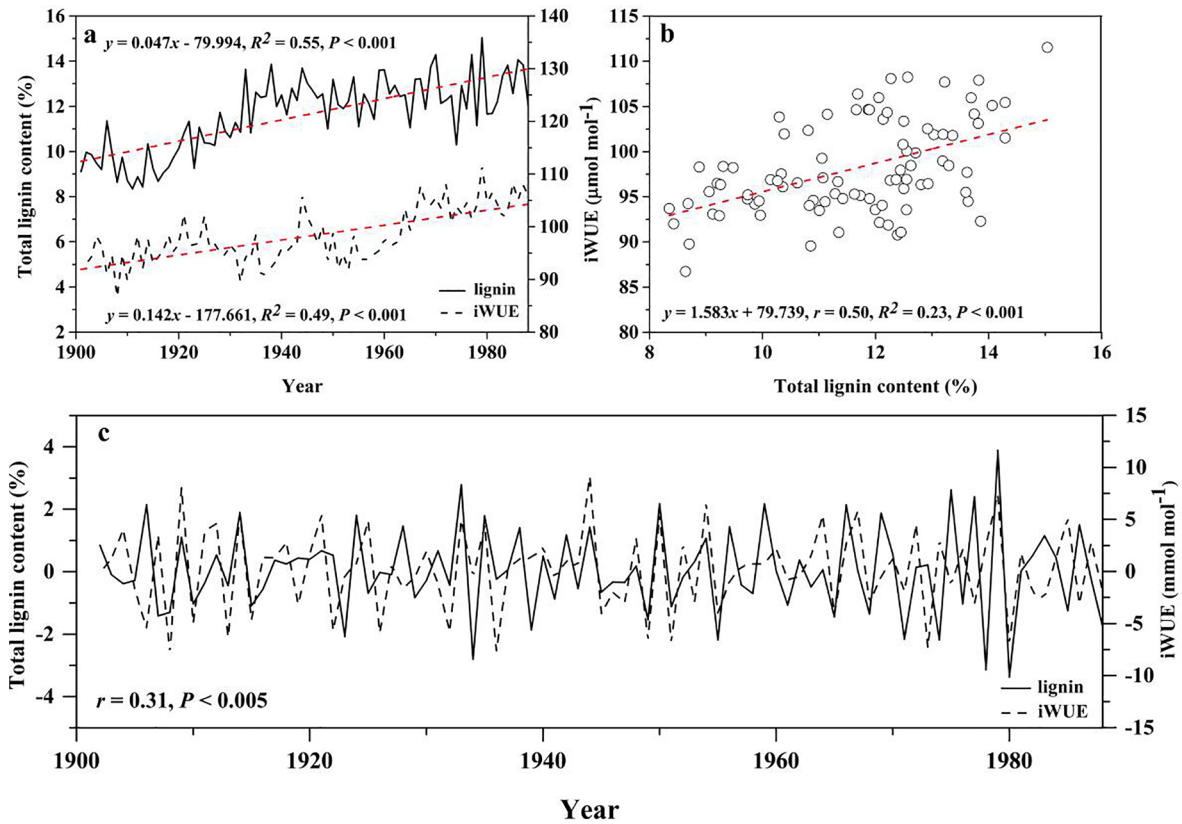 a
y = 0.047x - 79.994, R2 = 0.55, P < 0.001
16
14
12
10
8
6
4
2
Total lignin content (%)
140
130
120
110
100
90
80
iWUE (μmol mol-1)
lignin
iWUE
y = 0.142x - 177.661, R2 = 0.49, P < 0.001
1900 1920 1940 1960 1980
Year
b
115
110
105
100
95
90
85
80
y = 1.583x + 79.739, r = 0.50, R2 = 0.23, P < 0.001
8 10 12 14 16
Total lignin content (%)
c
4
2
0
-2
-4
Total lignin content (%)
15
10
5
0
-5
-10
-15
iWUE (mmol mol-1)
r = 0.31, P < 0.005
lignin
iWUE
1900 1920 1940 1960 1980
Year